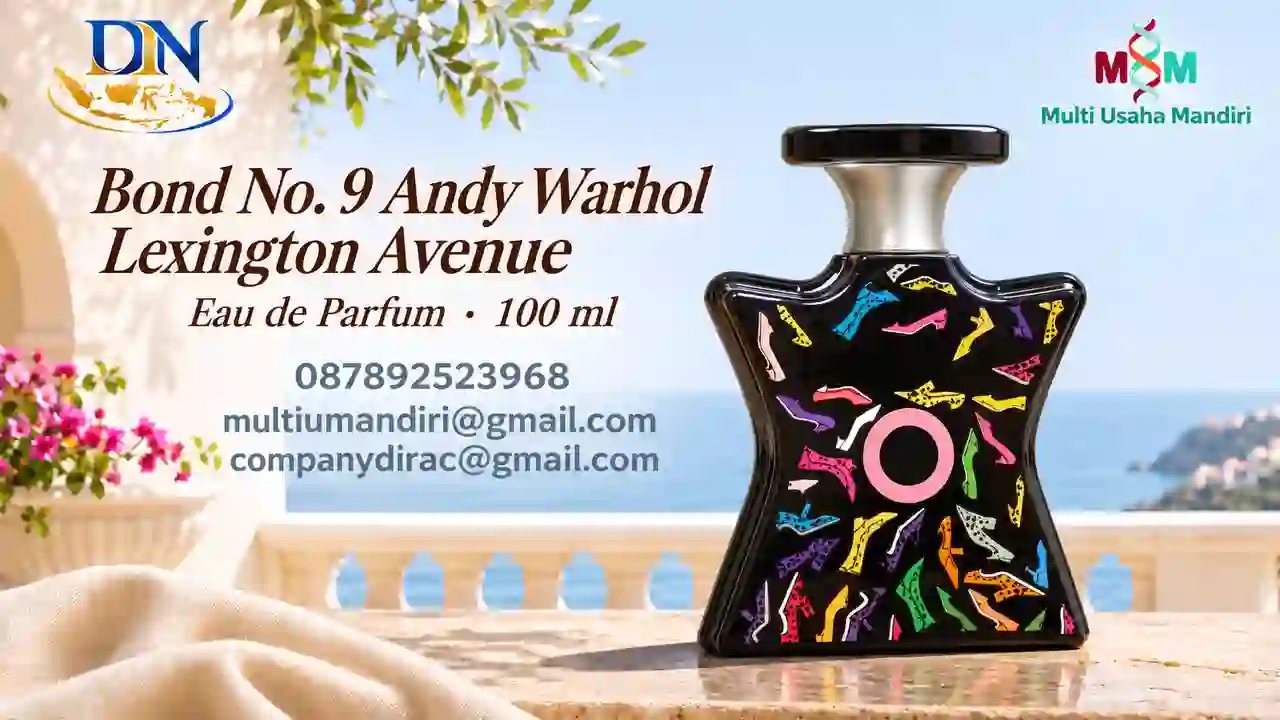 DN
MSM
Multi Usaha Mandiri
Bond No. 9 Andy Warhol
Lexington Avenue
Eau de Parfum • 100 ml
087892523968
multiumandiri@gmail.com
companydirac@gmail.com